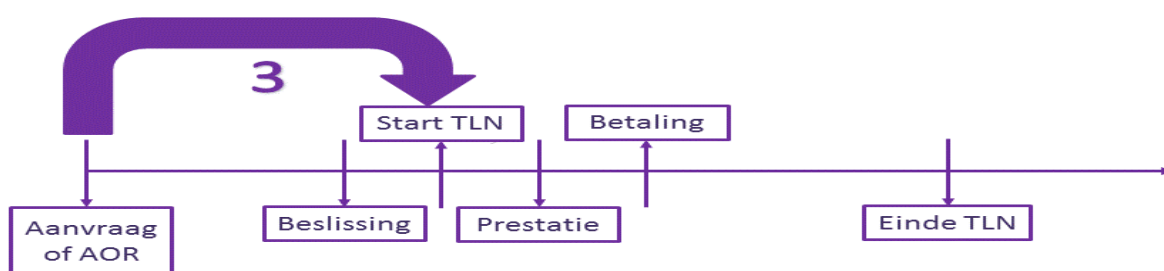 3
Start TLN
Betaling
Aanvraag
of AOR
Beslissing
Prestatie
Einde TLN